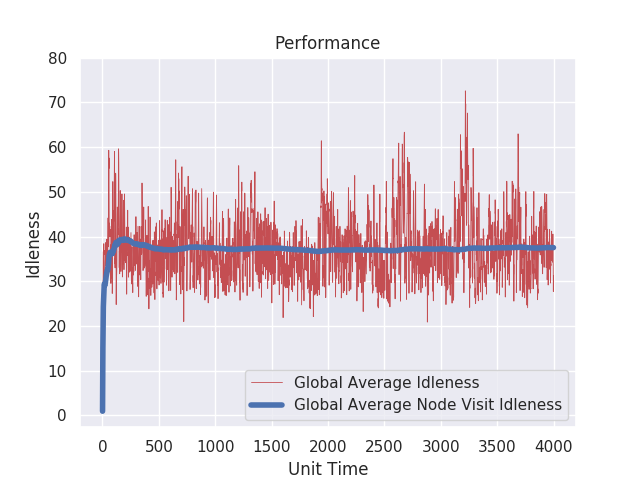 Performance
80
70
60
50
40
30
20
10
0
Idleness
Global Average Idleness
Global Average Node Visit Idleness
0 500 1000 1500 2000 2500 3000 3500 4000
Unit Time